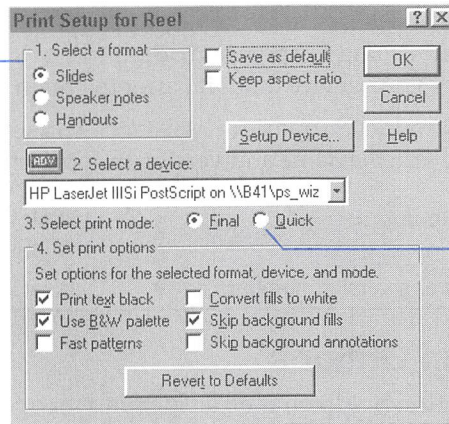 Print Setup for Reel
1. Select a format
Slides
Speaker notes
Handouts
Save as default
Keep aspect ratio
OK
Cancel
Setup Device...
Help
ADV
2. Select a device:
HP LaserJet IIISi PostScript on \\B41\ps_wiz
3. Select print mode:
Final
Quick
4. Set print options
Set options for the selected format, device, and mode.
Print text black
Convert fills to white
Use B&W palette
Skip background fills
Fast patterns
Skip background annotations
Revert to Defaults